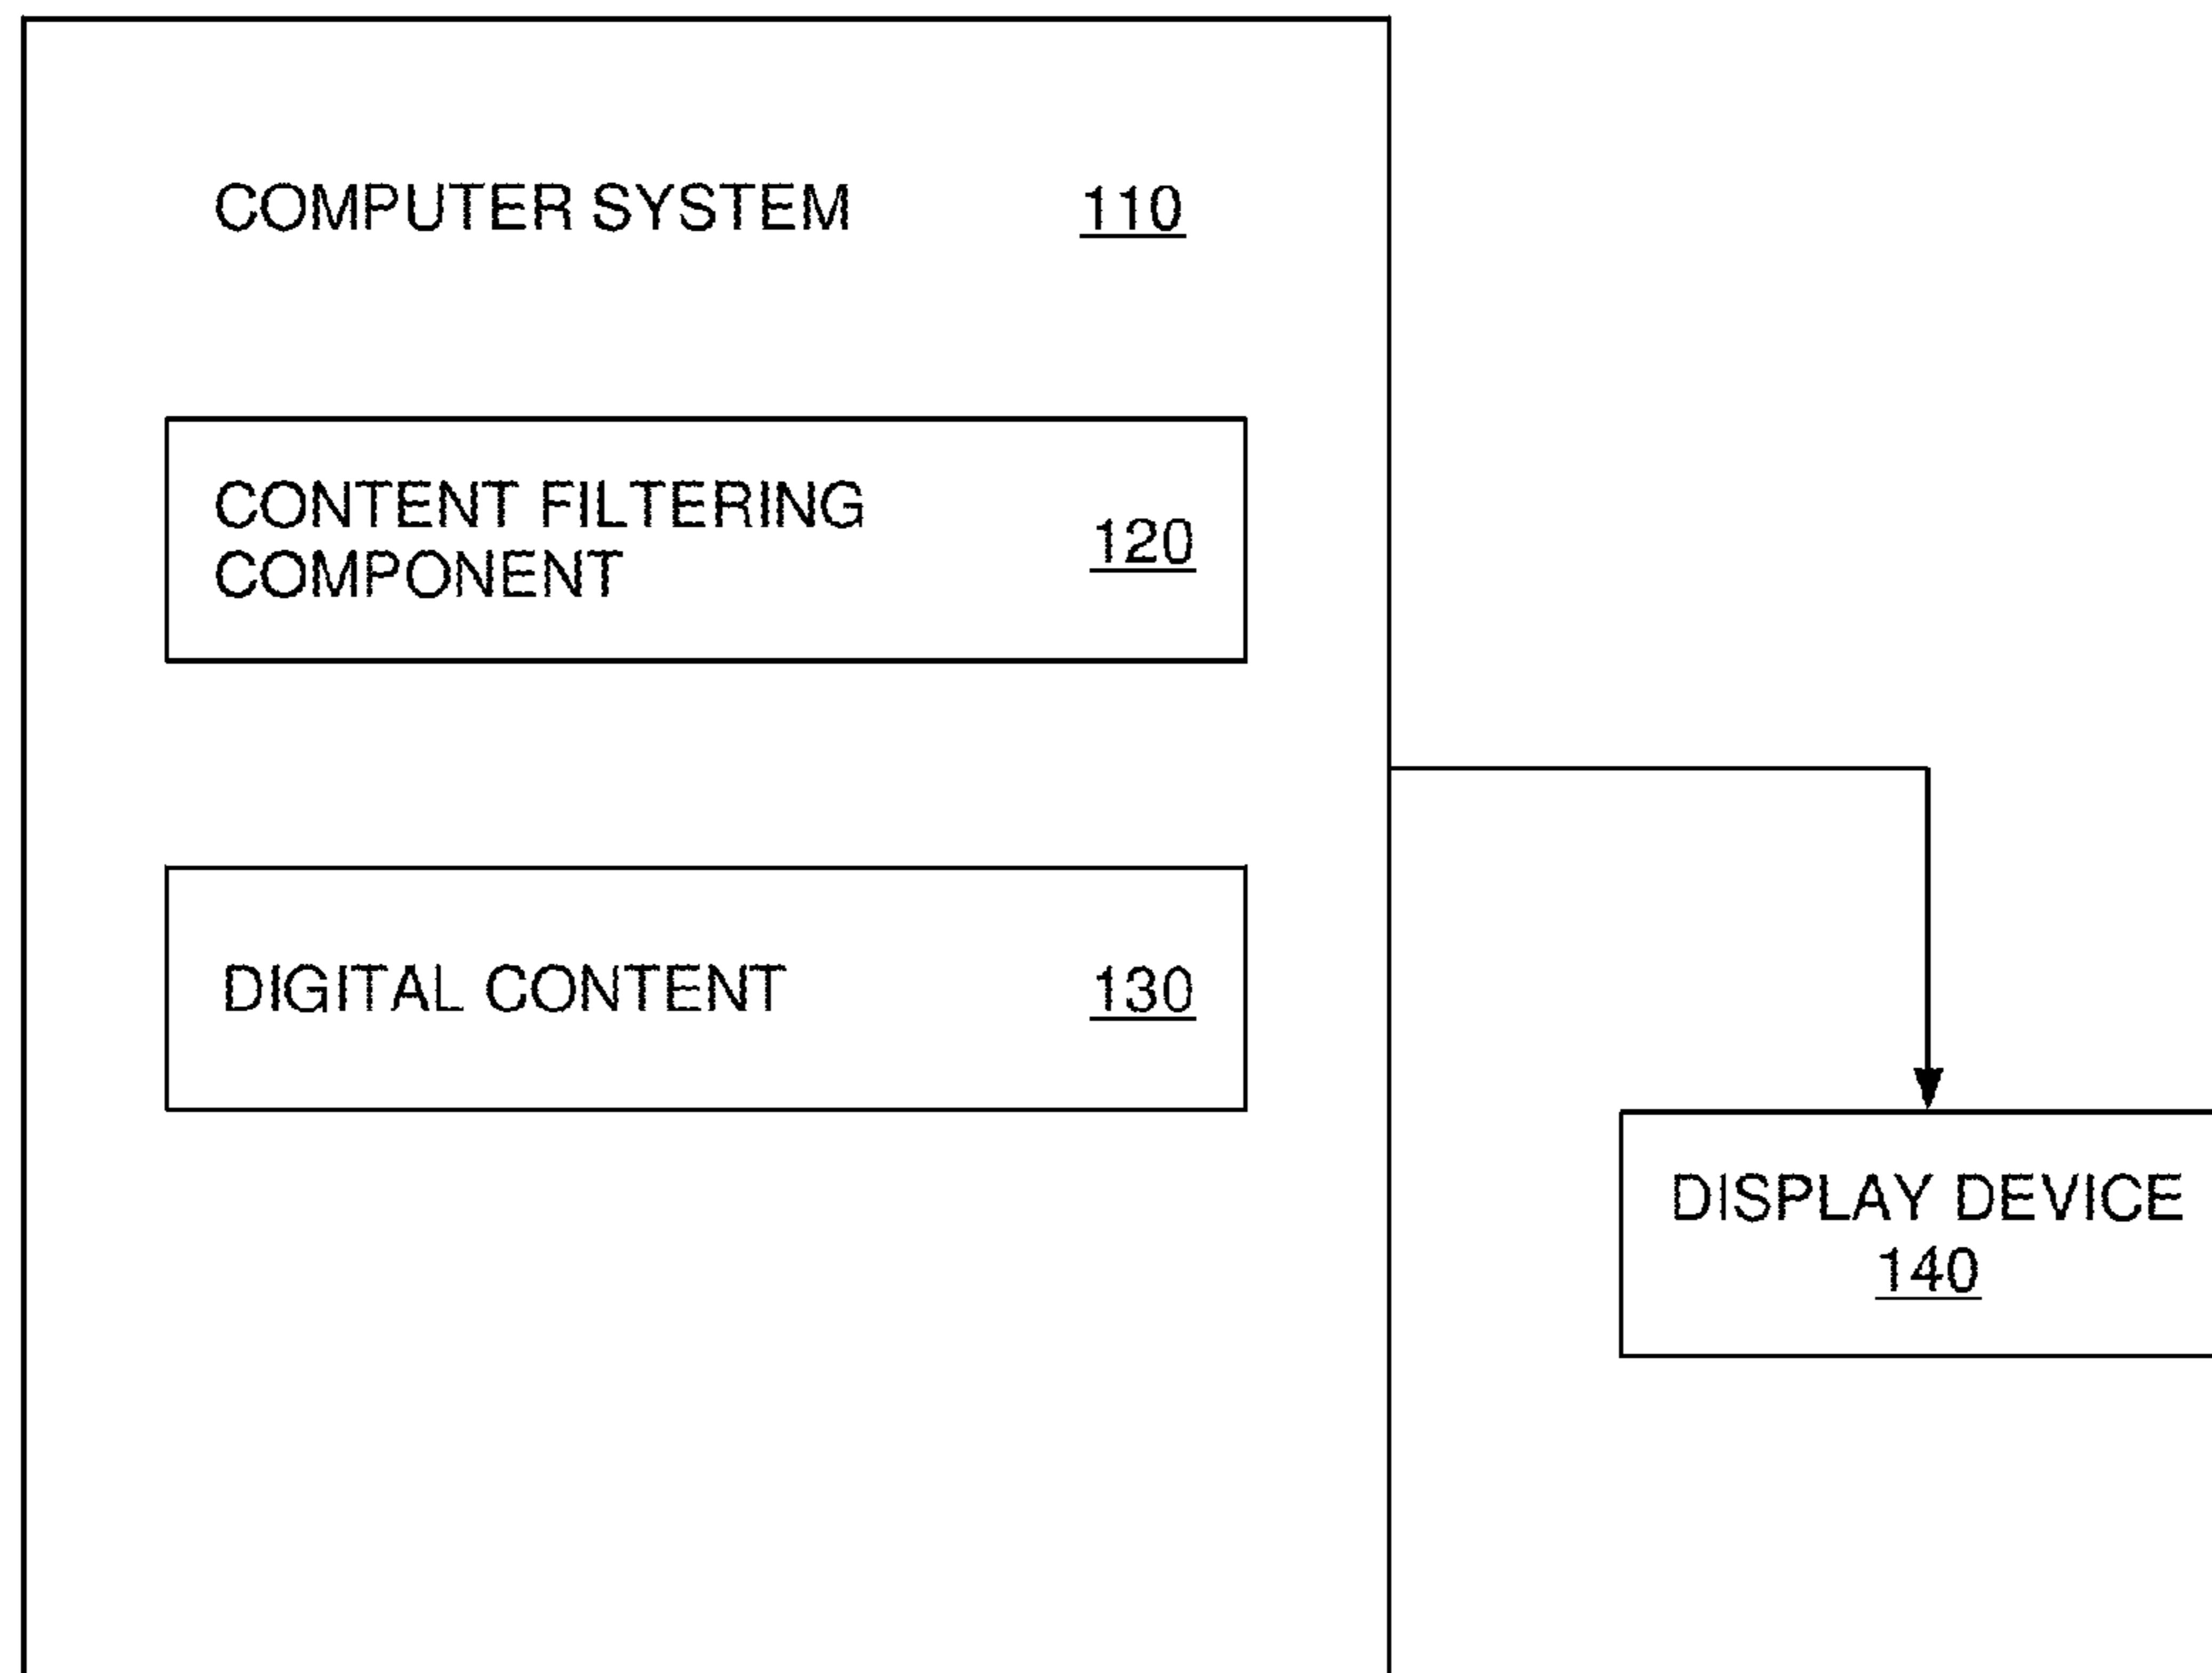 COMPUTER SYSTEM 110
CONTENT FILTERING
COMPONENT
120
DIGITAL CONTENT 130
DISPLAY DEVICE
140